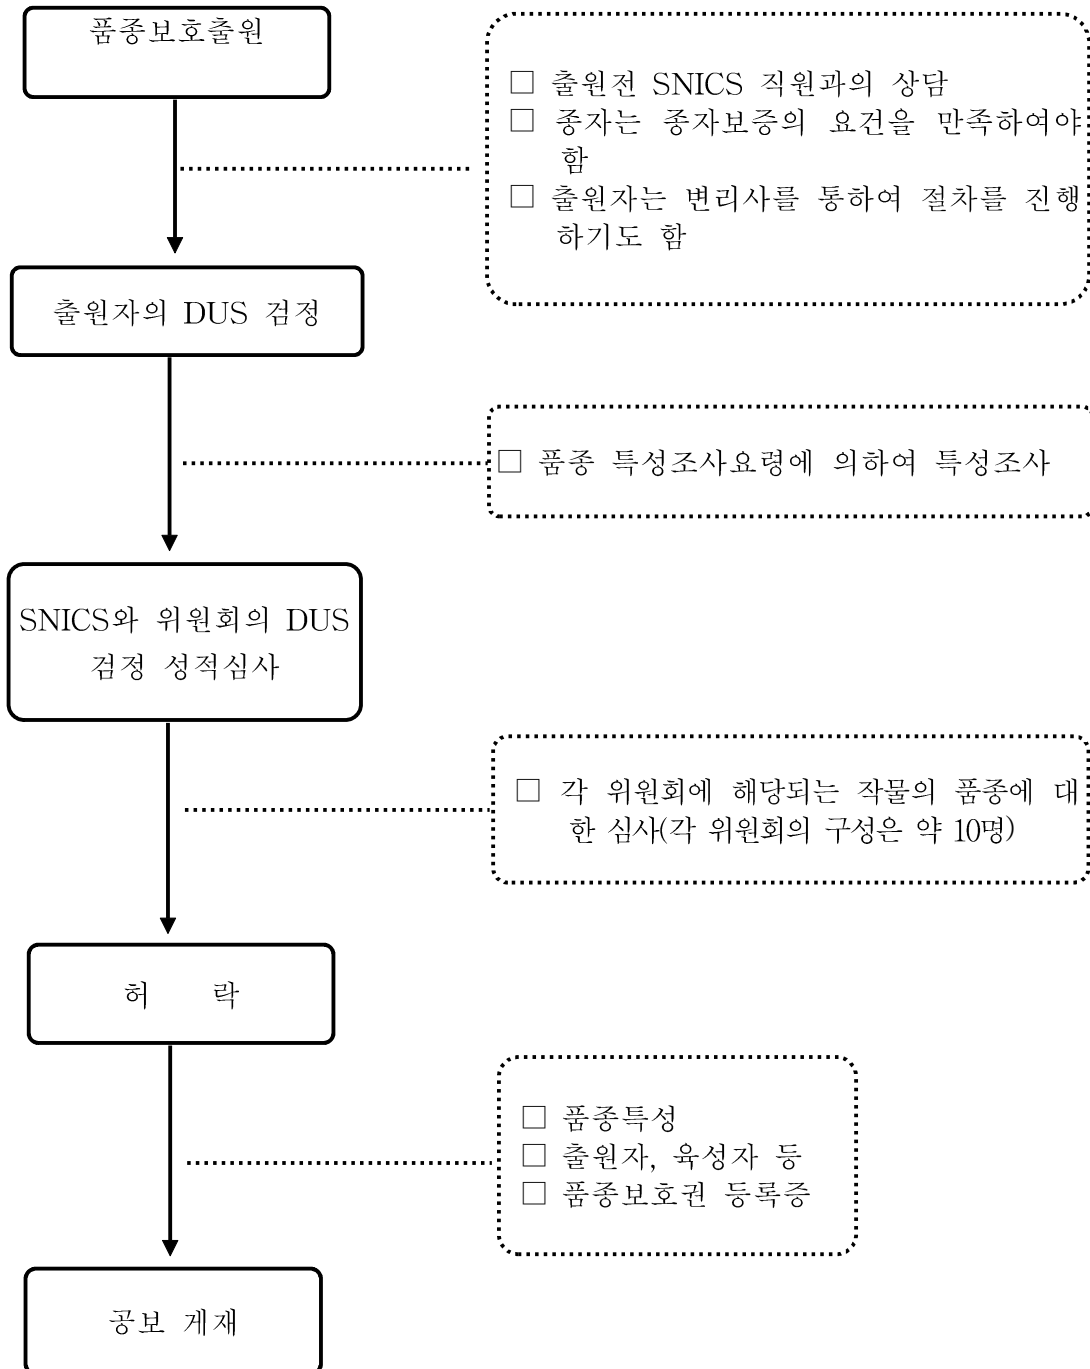 품종보호출원
□ 출원전 SNICS 직원과의 상담
□ 종자는 종자보증의 요건을 만족하여야
함
□ 출원자는 변리사를 통하여 절차를 진행
하기도 함
출원자의 DUS 검정
□ 품종 특성조사요령에 의하여 특성조사
SNICS와 위원회의 DUS
검정 성적심사
□ 각 위원회에 해당되는 작물의 품종에 대
한 심사(각 위원회의 구성은 약 10명)
허 락
□ 품종특성
□ 출원자, 육성자 등
□ 품종보호권 등록증
공보 게재